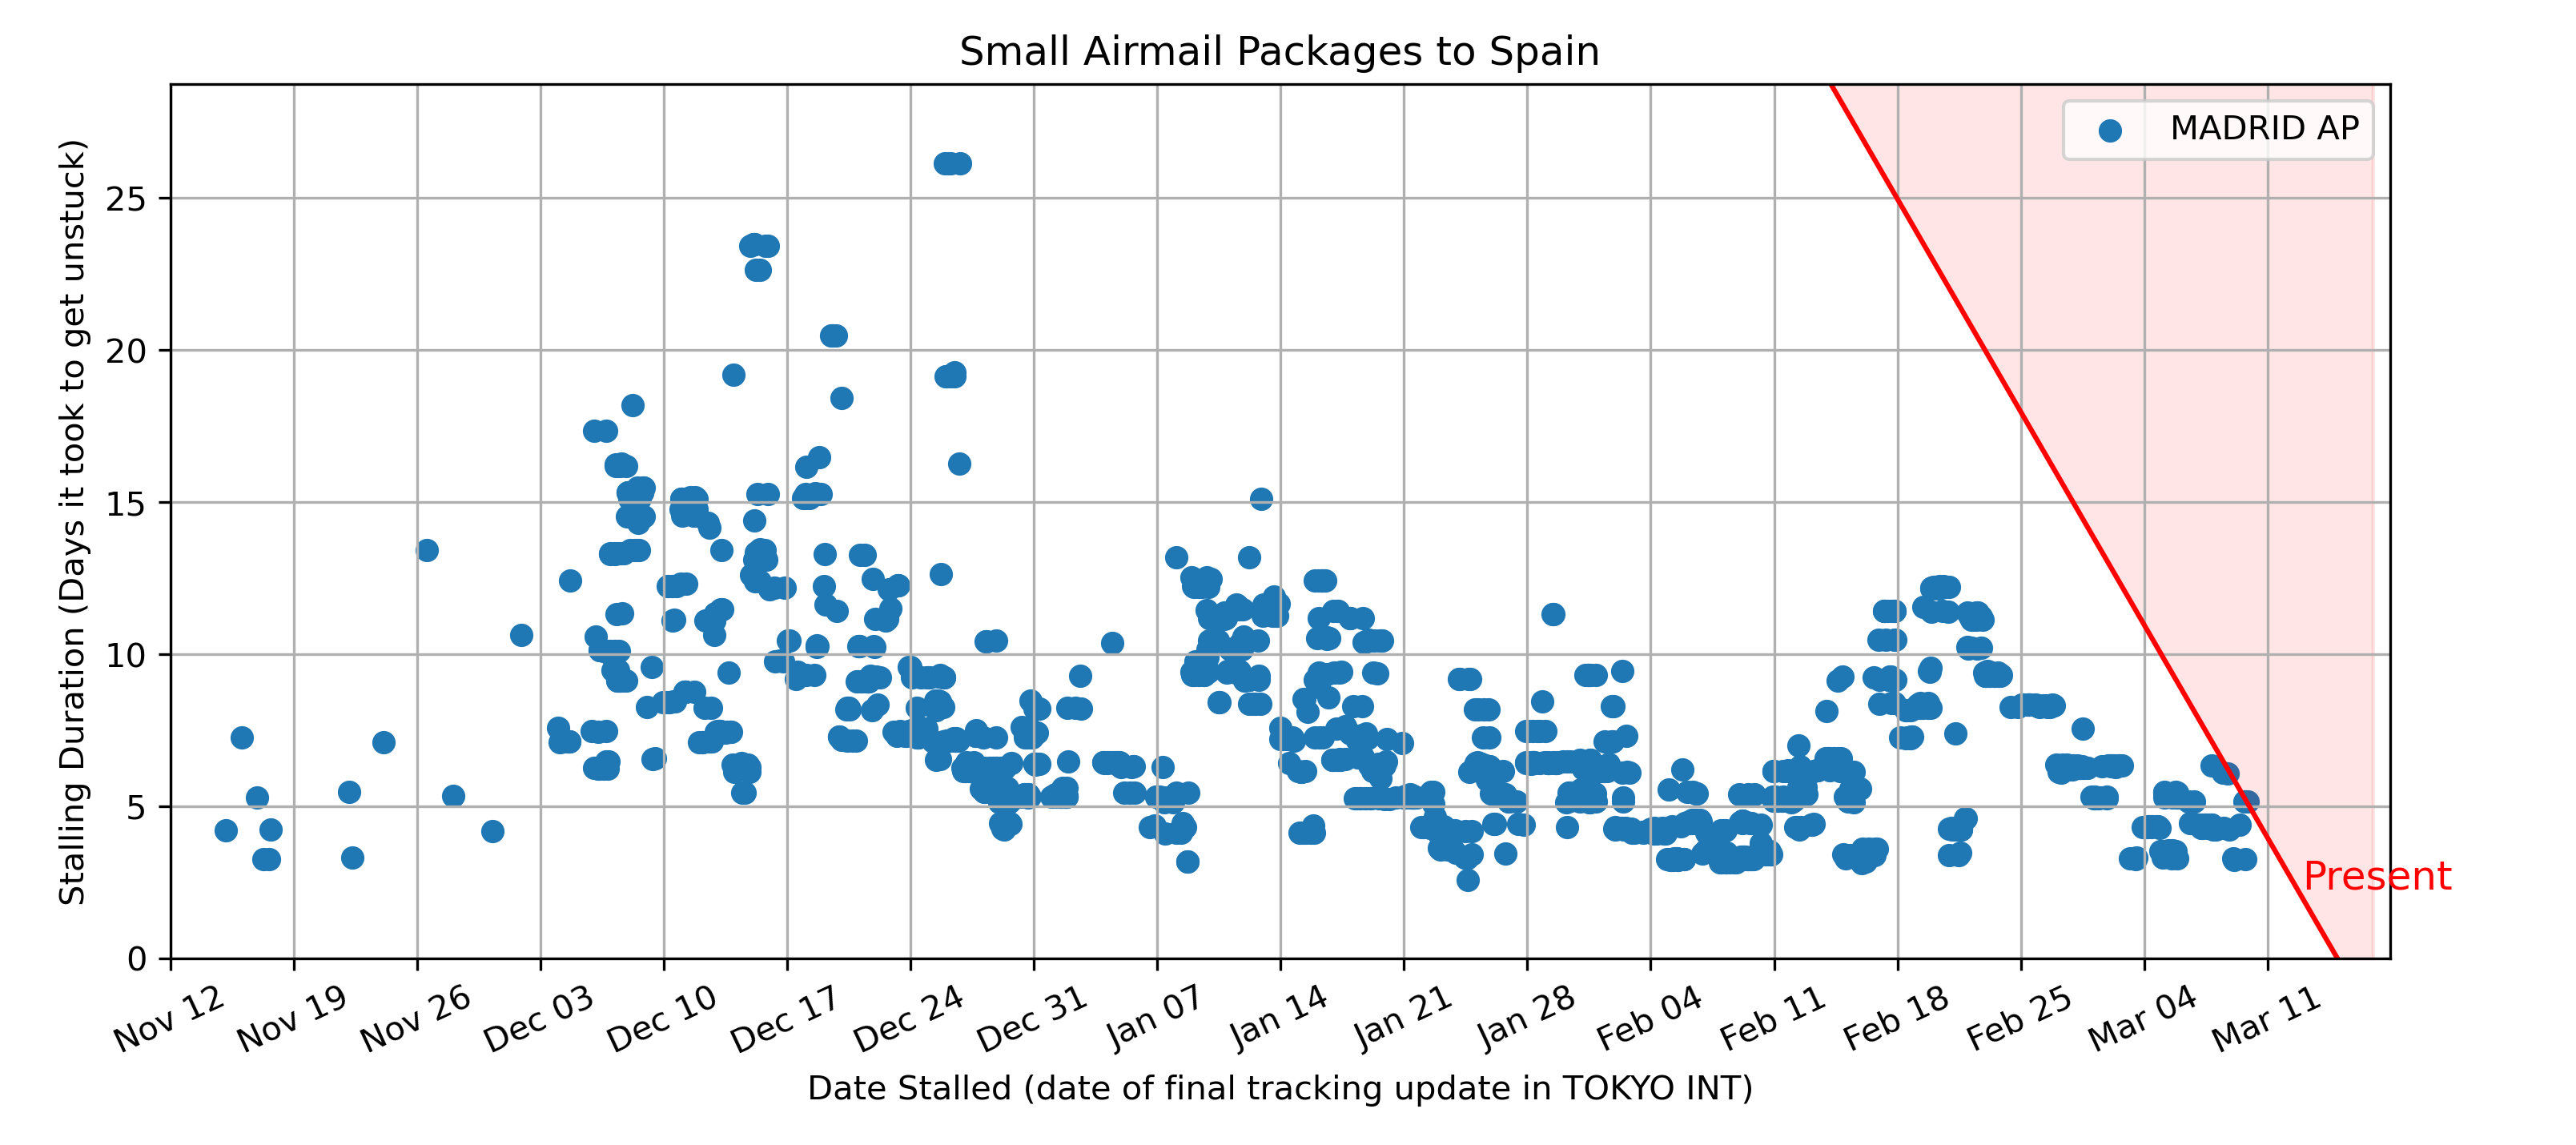 Small Airmail Packages to Spain
MADRID AP
Stalling Duration (Days it took to get unstuck)
25
20
15
10
5
0
Present
Nov 12
Nov 19
Nov 26
Dec 03
Dec 10
Dec 17
Dec 24
Dec 31
Jan 07
Jan 14
Jan 21
Jan 28
Feb 04
Feb 11
Feb 18
Feb 25
Mar 04
Mar 11
Date Stalled (date of final tracking update in TOKYO INT)